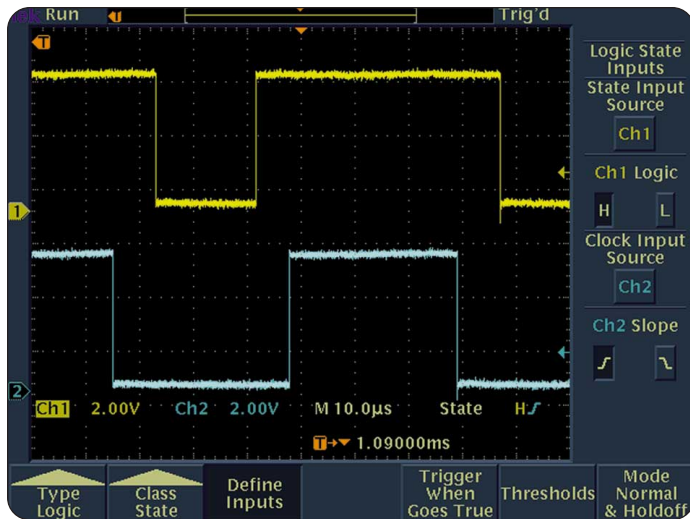 Run Trig'd
T
T
Logic State
Inputs
State Input
Source
Ch1
Ch1 Logic
H L
1
Clock Input
Source
Ch2
Ch2 Slope
2
Ch1 2.00V Ch2 2.00V M 10.0µs State H
T 1.09000ms
Type
Logic
Class
State
Define
Inputs
Trigger
When
Goes True
Thresholds
Mode
Normal
& Holdoff